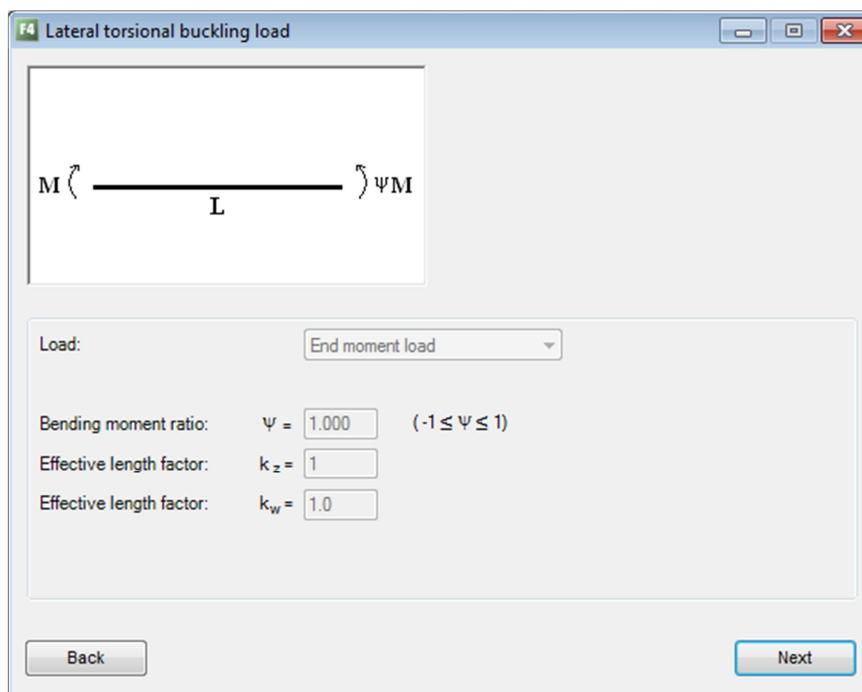 F4 Lateral torsional buckling load
M ΨM
L
Load: End moment load
Bending moment ratio: Ψ = 1.000 (-1 ≤ Ψ ≤ 1)
Effective length factor: k z = 1
Effective length factor: k w = 1.0
Back Next